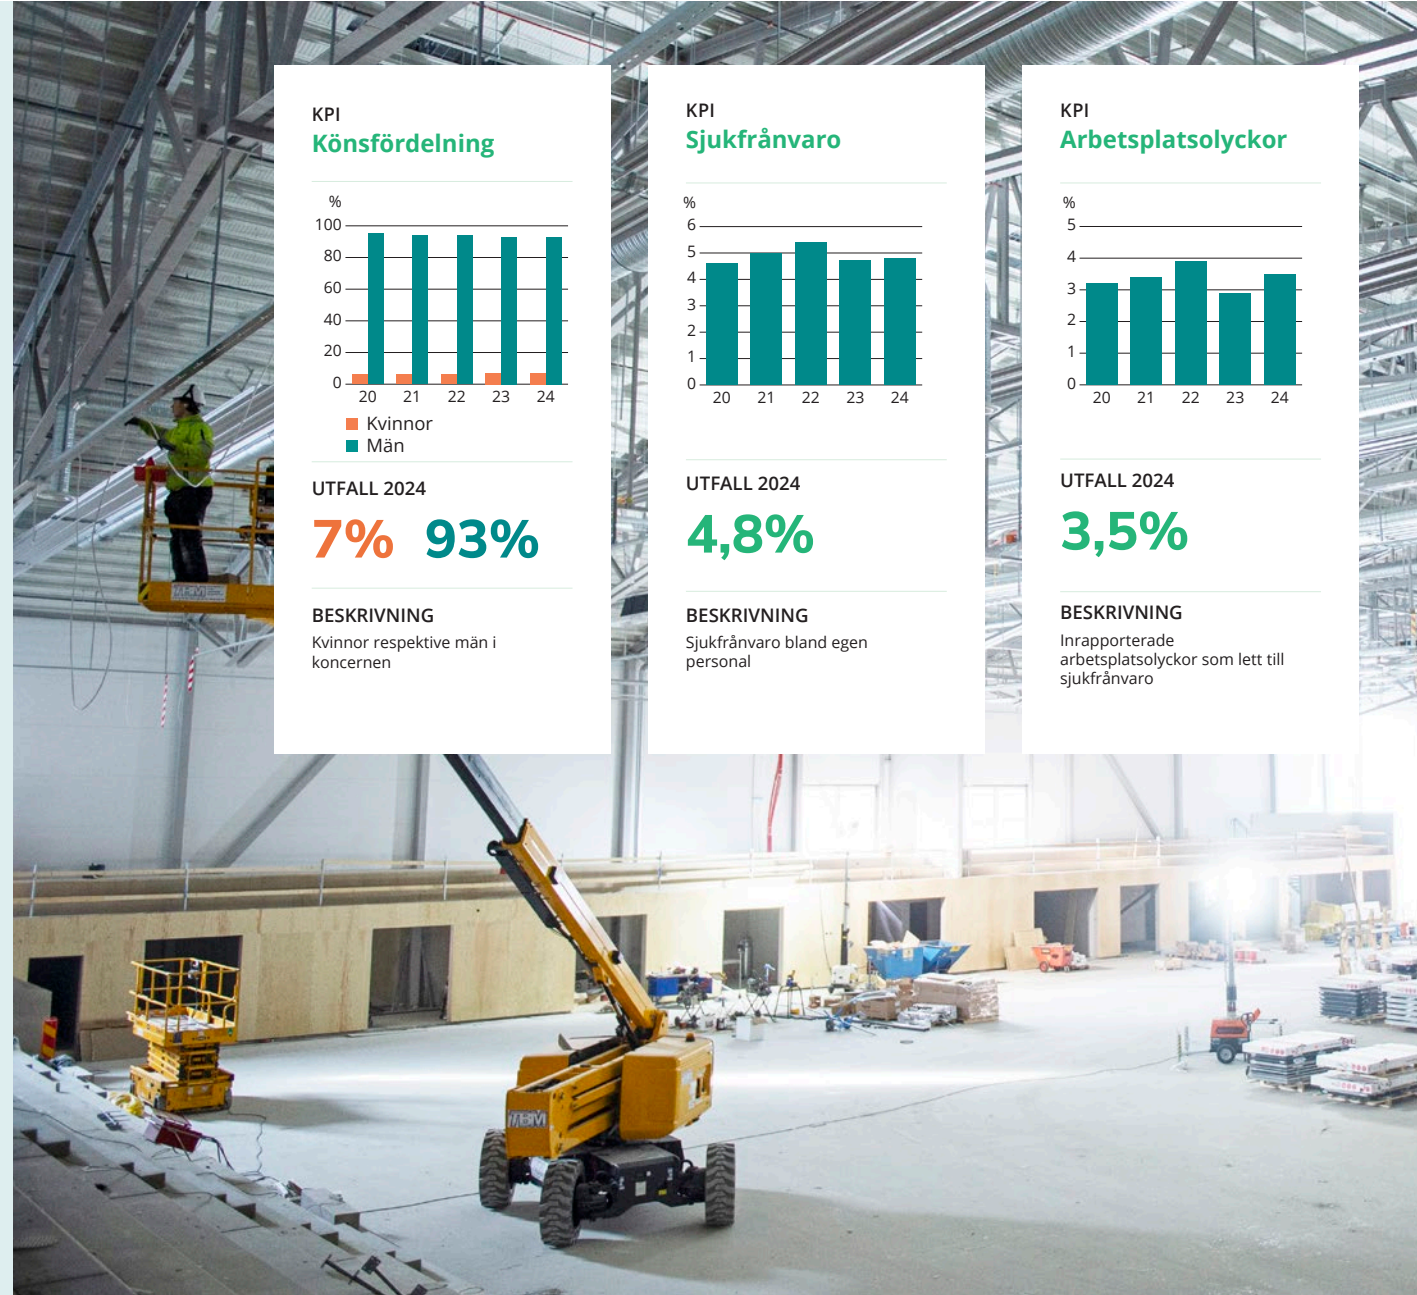 KPI
Könsfördelning
%
100
80
60
40
20
0
20 21 22 23 24
Kvinnor
Män
UTFALL 2024
7% 93%
BESKRIVNING
Kvinnor respektive män i
koncernen
KPI
Sjukfrånvaro
%
6
5
4
3
2
1
0
20 21 22 23 24
UTFALL 2024
4,8%
BESKRIVNING
Sjukfrånvaro bland egen
personal
KPI
Arbetsplatsolyckor
%
5
4
3
2
1
0
20 21 22 23 24
UTFALL 2024
3,5%
BESKRIVNING
Inrapporterade
arbetsplatsolyckor som lett till
sjukfrånvaro